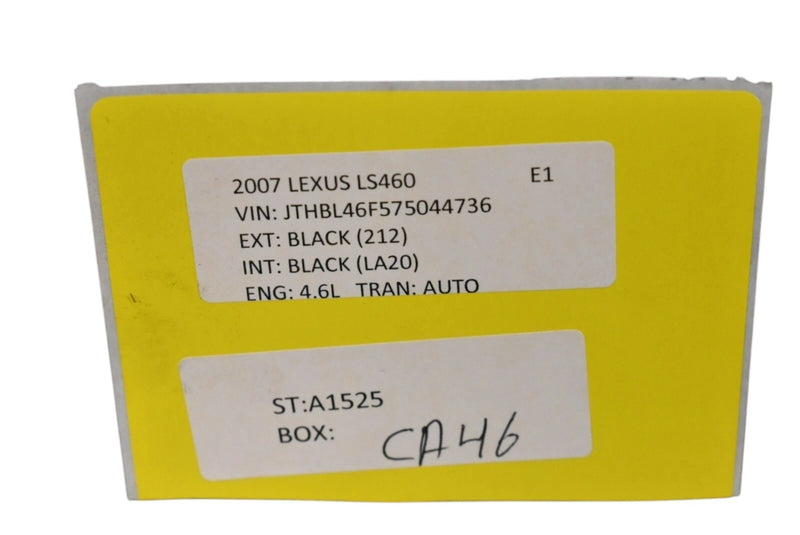 2007 LEXUS LS460 E1
VIN: JTHBL46F575044736
EXT: BLACK (212)
INT: BLACK (LA20)
ENG: 4.6L TRAN: AUTO
ST:A1525
BOX: CA46